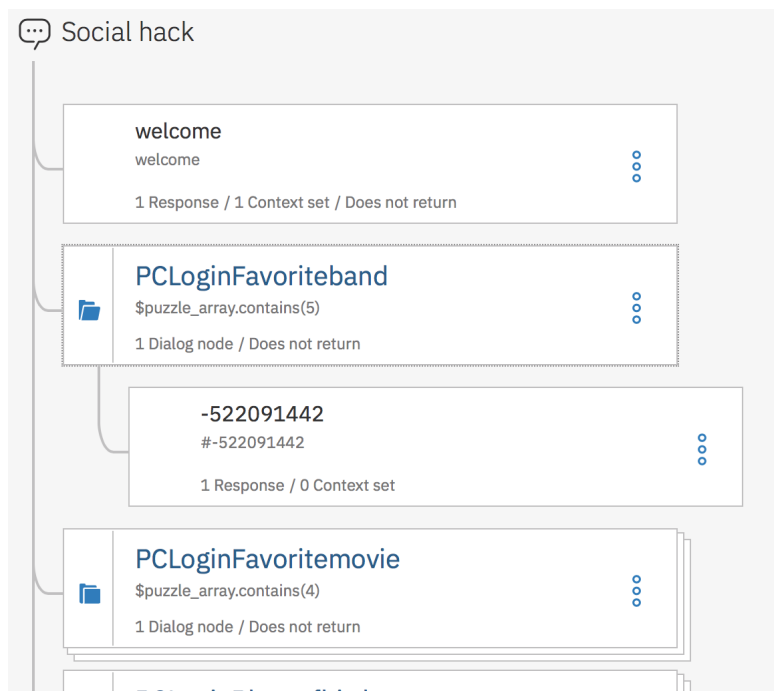 Social hack
welcome
welcome
1 Response / 1 Context set / Does not return
PCLoginFavoriteband
$puzzle_array.contains(5)
1 Dialog node / Does not return
-522091442
#-522091442
1 Response / 0 Context set
PCLoginFavoritemovie
$puzzle_array.contains(4)
1 Dialog node / Does not return